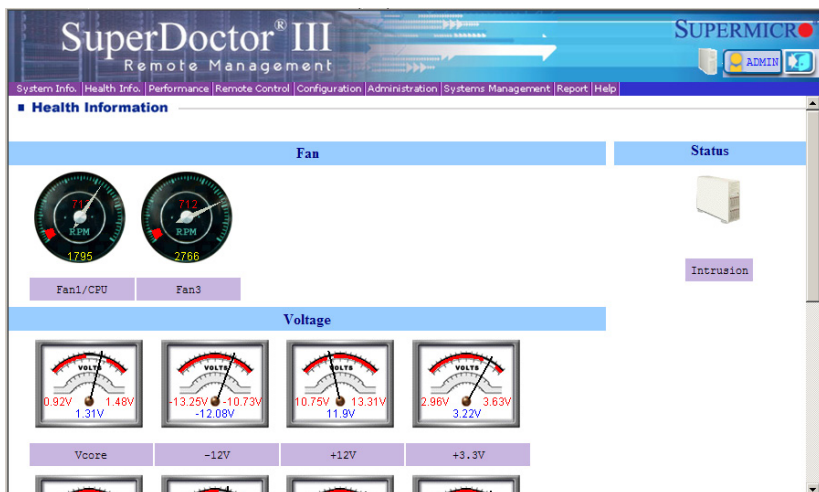 SuperDoctor® III
Remote Management
SUPERMICRO
ADMIN
System Info. Health Info. Performance Remote Control Configuration Administration Systems Management Report Help
Health Information
Fan Status
712 712
RPM RPM
1795 2766
Intrusion
Fan1/CPU Fan3
Voltage
VOLTS VOLTS VOLTS VOLTS
0.92V 1.48V -13.25V -10.73V 10.75V 13.31V 2.96V 3.63V
1.31V -12.08V 11.9V 3.22V
Vcore -12V +12V +3.3V